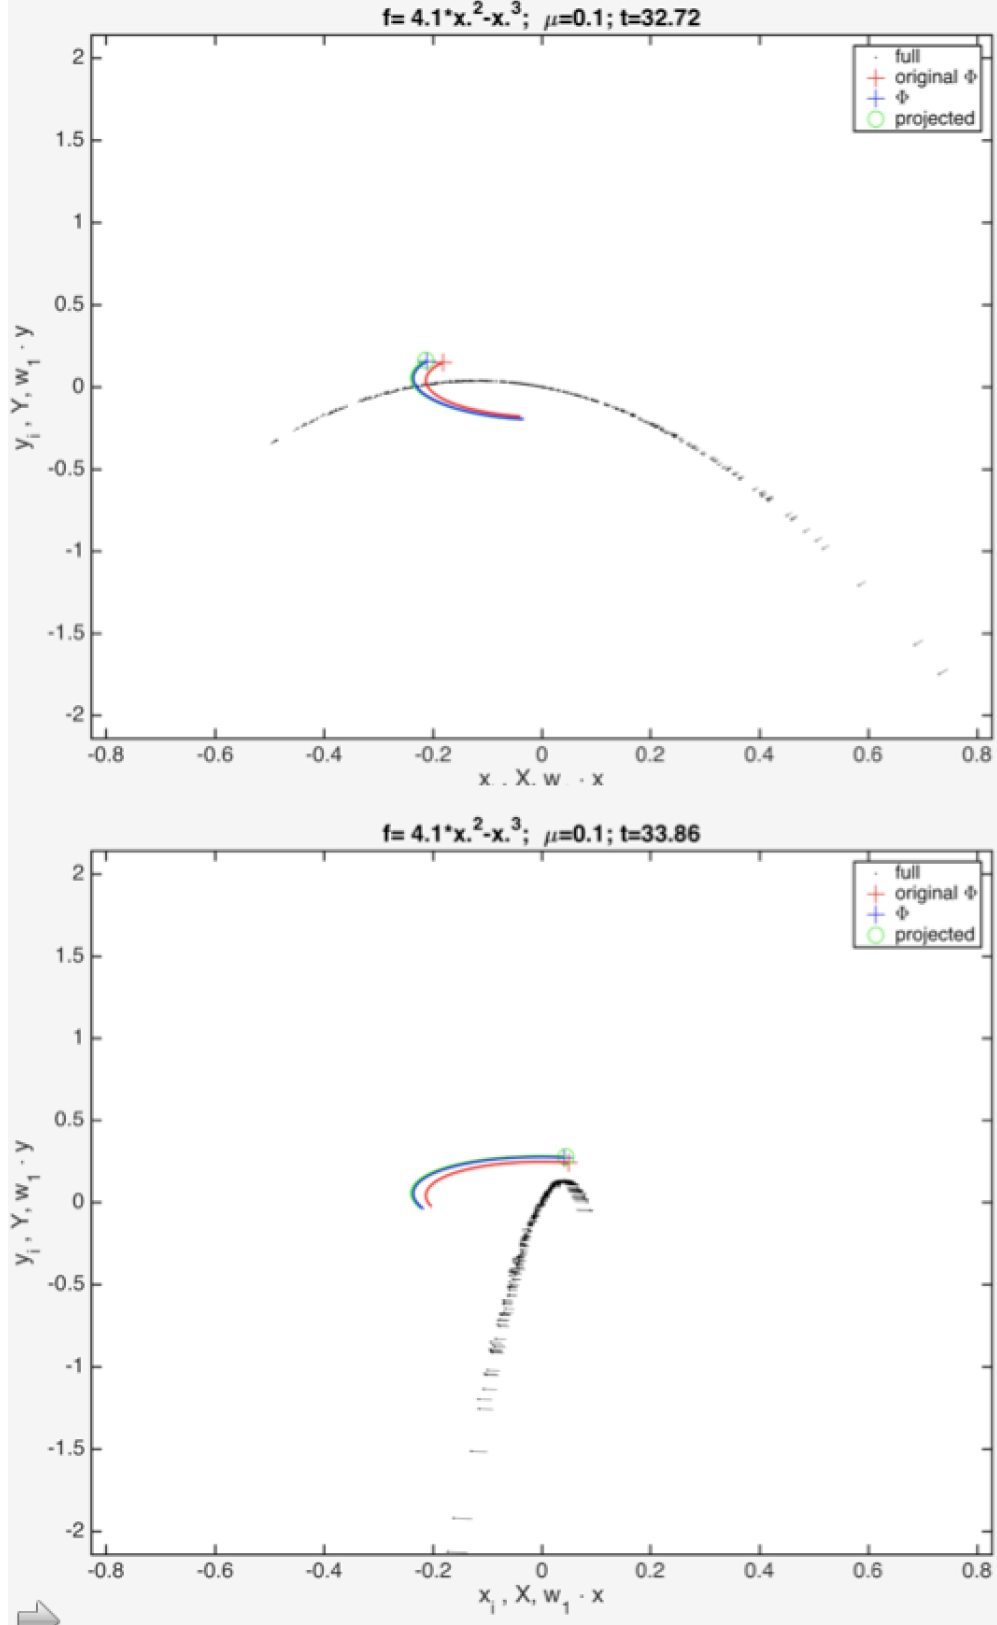 f= 4.1*x.²-x.³; μ=0.1; t=32.72
full
original Φ
Φ
projected
2
1.5
1
0.5
0
-0.5
-1
-1.5
-2
y_i , Y, w_1 · y
-0.8 -0.6 -0.4 -0.2 0 0.2 0.4 0.6 0.8
x , X, w · x
f= 4.1*x.²-x.³; μ=0.1; t=33.86
full
original Φ
Φ
projected
2
1.5
1
0.5
0
-0.5
-1
-1.5
-2
y_i , Y, w_1 · y
-0.8 -0.6 -0.4 -0.2 0 0.2 0.4 0.6 0.8
x_i , X, w_1 · x